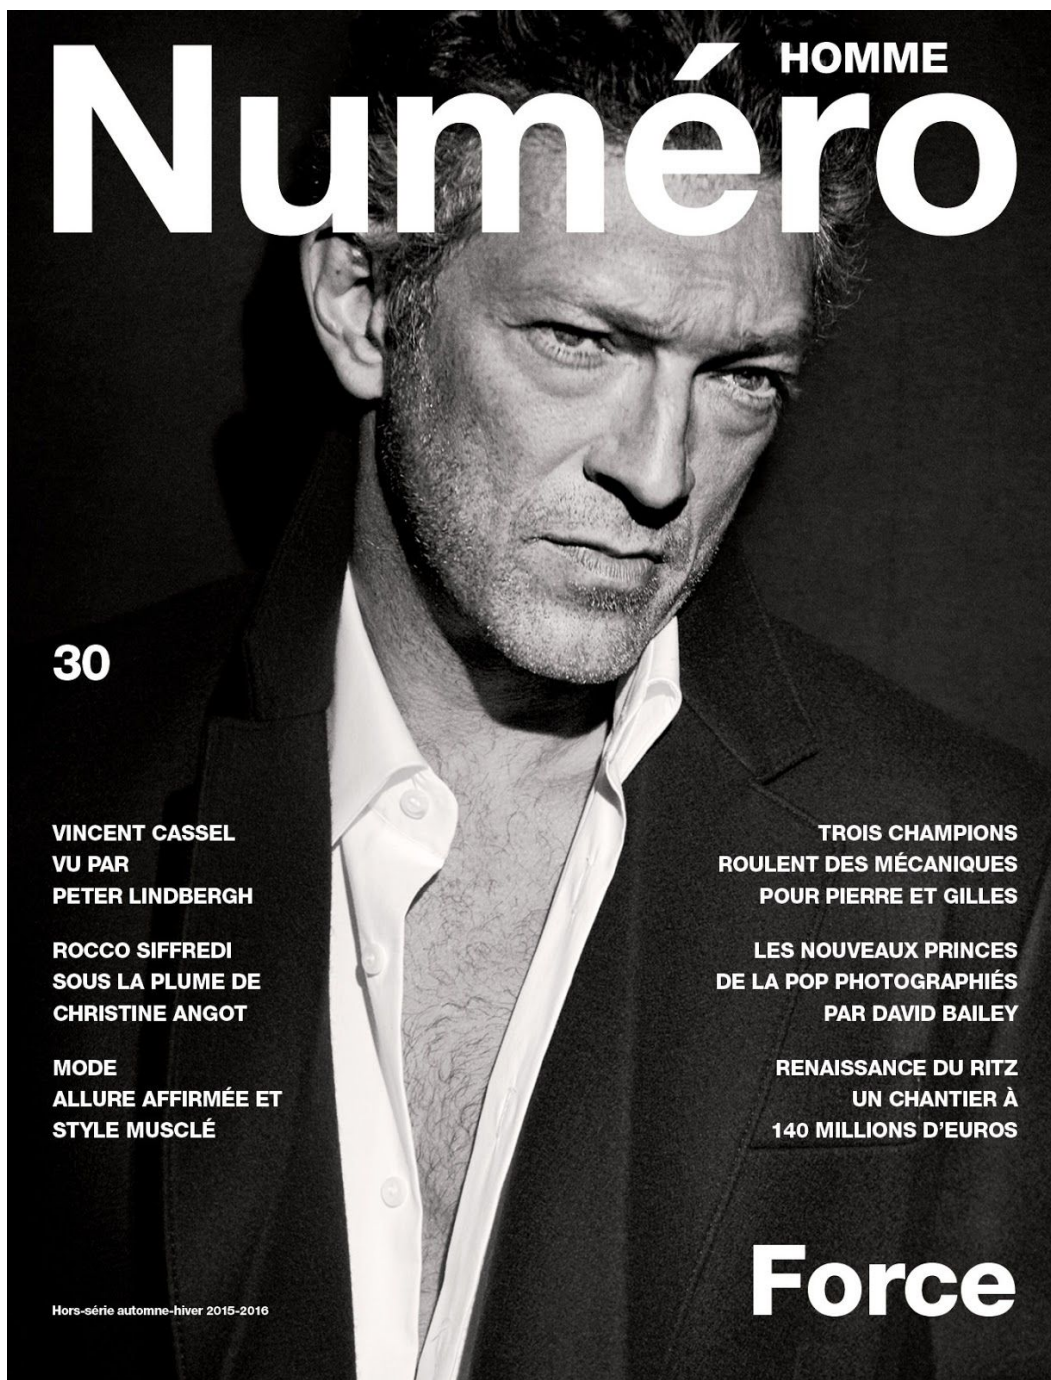 HOMME
Numéro
30
VINCENT CASSEL
VU PAR
PETER LINDBERGH
ROCCO SIFFREDI
SOUS LA PLUME DE
CHRISTINE ANGOT
MODE
ALLURE AFFIRMÉE ET
STYLE MUSCLÉ
TROIS CHAMPIONS
ROULENT DES MÉCANIQUES
POUR PIERRE ET GILLES
LES NOUVEAUX PRINCES
DE LA POP PHOTOGRAPHIÉS
PAR DAVID BAILEY
RENAISSANCE DU RITZ
UN CHANTIER À
140 MILLIONS D’EUROS
Force
Hors-série automne-hiver 2015-2016